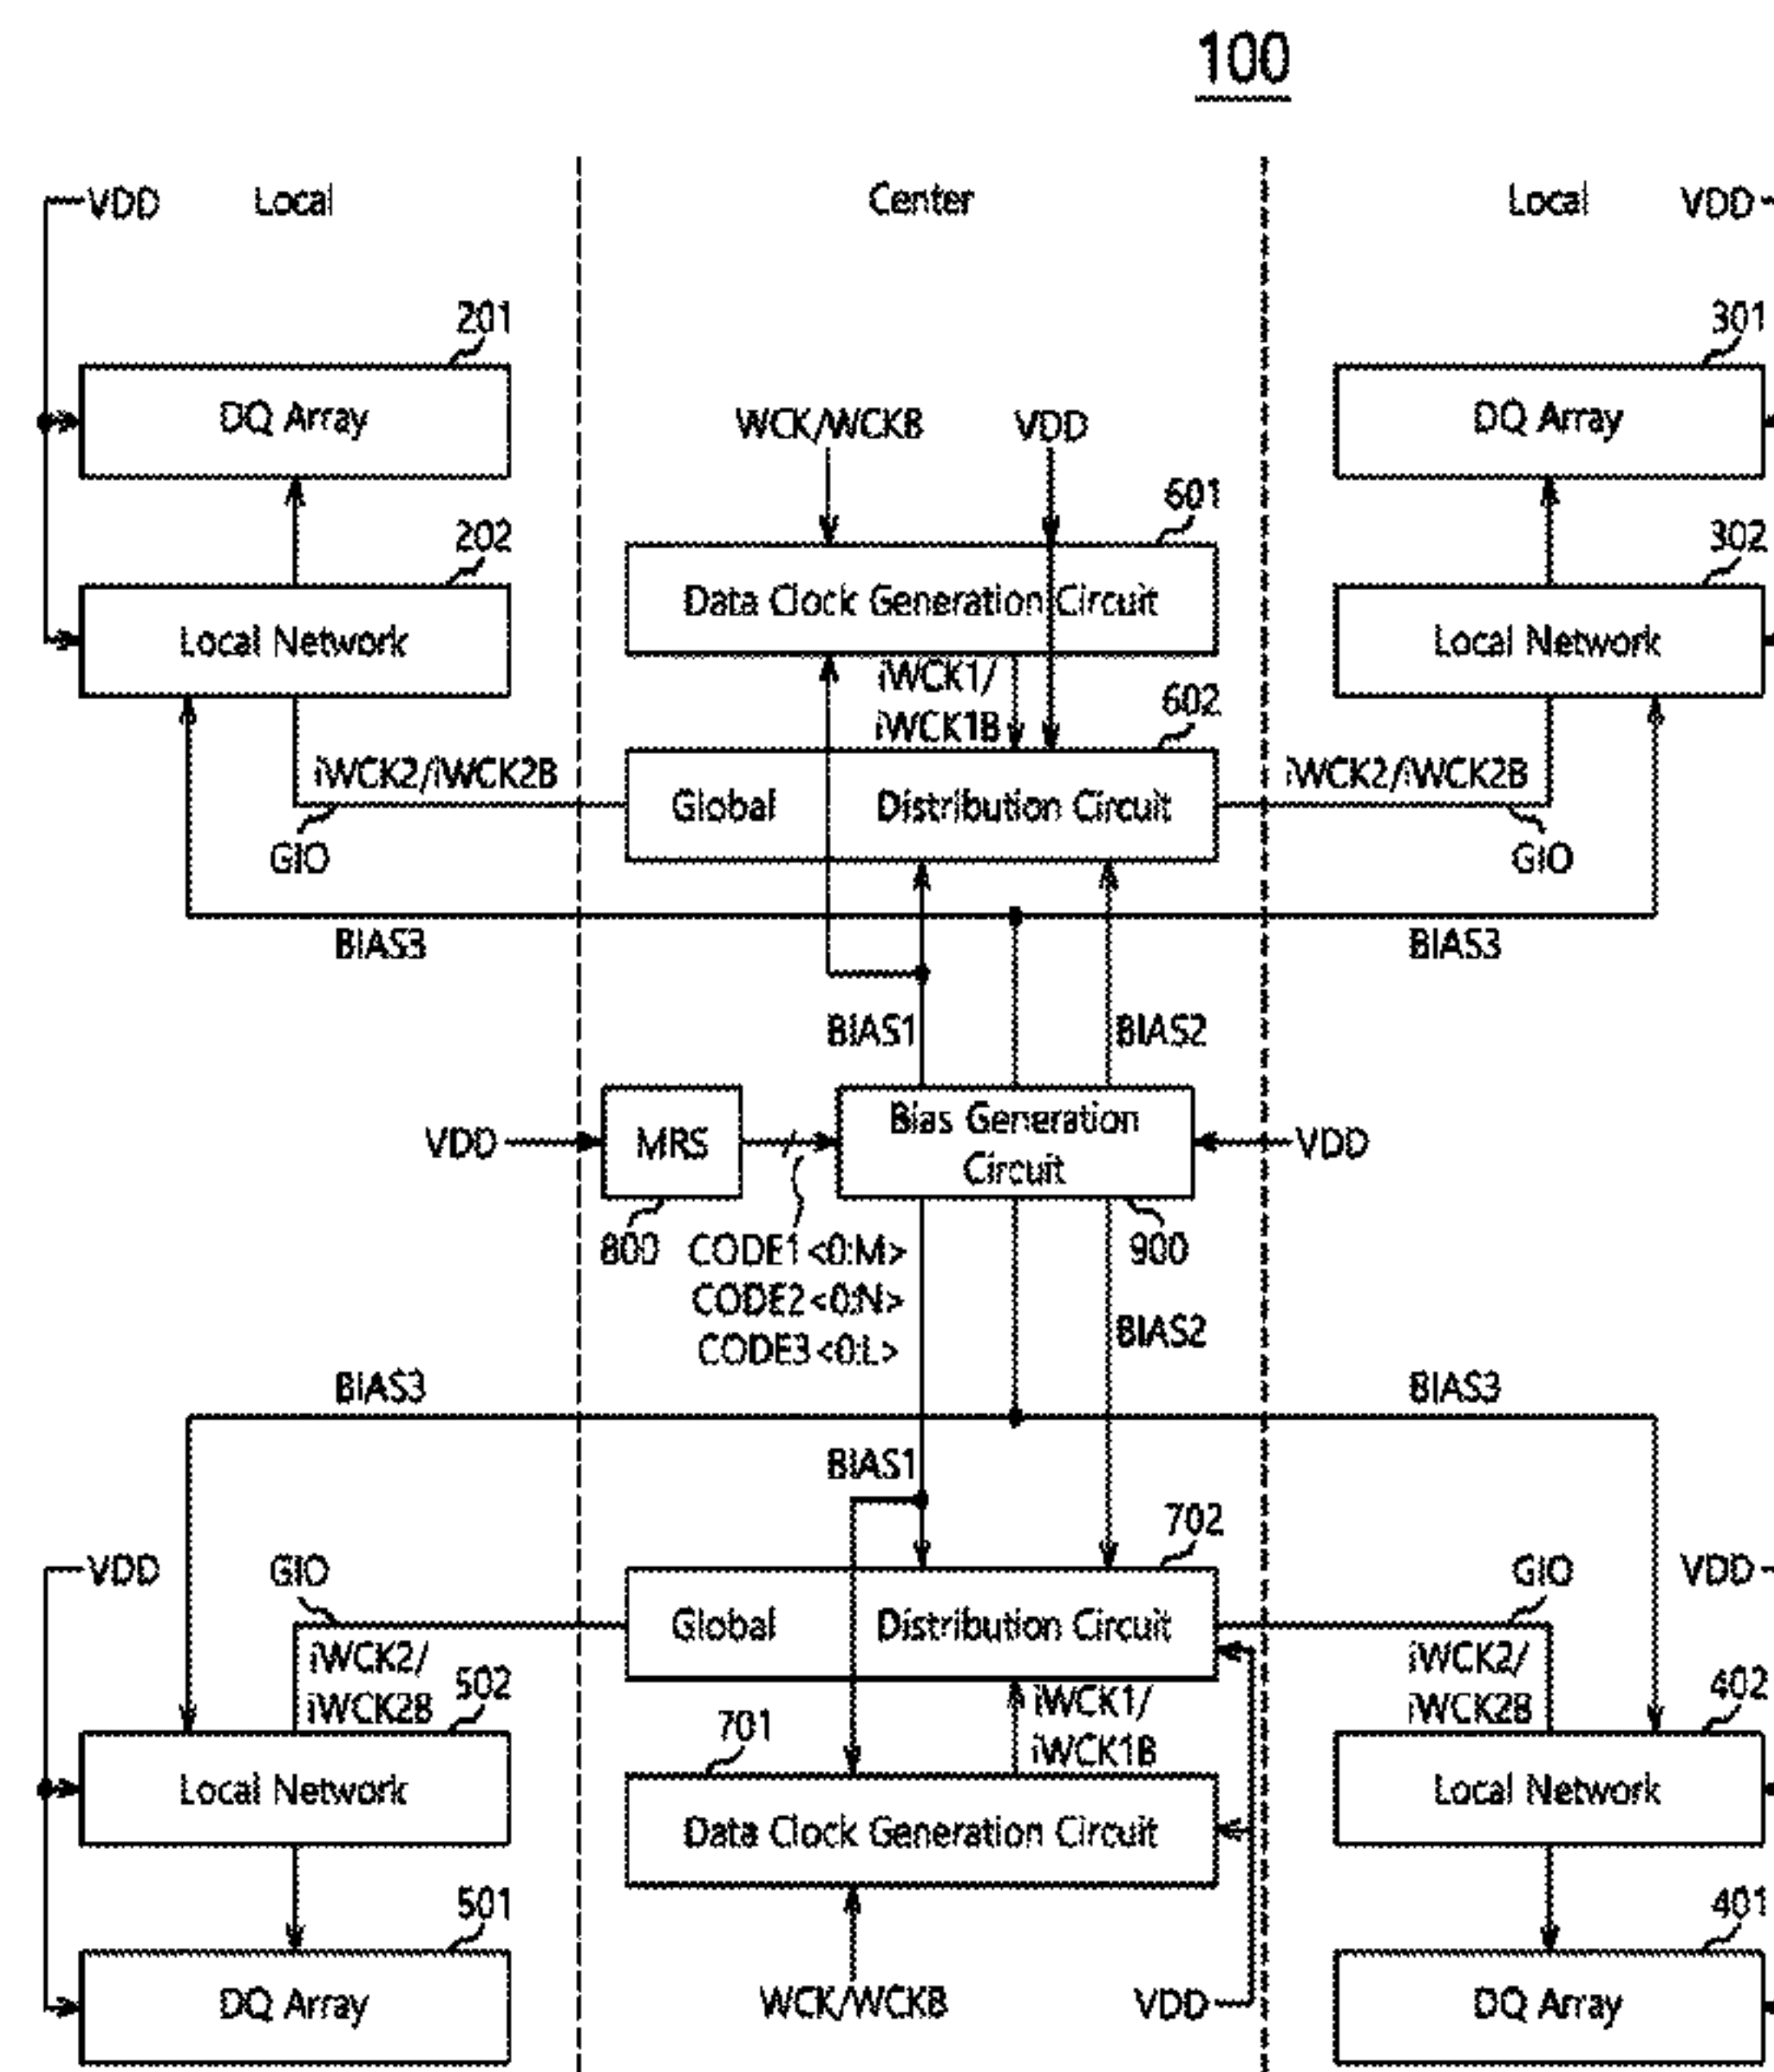 100
VDD Local Center Local VDD
201 301
DQ Array WCK/WCKB VDD DQ Array
601
202 302
Local Network Data Clock Generation Circuit Local Network
iWCK1/
iWCK1B 602
iWCK2/iWCK2B Global Distribution Circuit iWCK2/iWCK2B
GIO GIO
BIAS3 BIAS3
BIAS1 BIAS2
VDD MRS Bias Generation VDD
Circuit
800 CODE1<0:M> 900
CODE2<0:N>
CODE3<0:L> BIAS2
BIAS3 BIAS3
BIAS1
702
VDD GIO GIO VDD
Global Distribution Circuit
iWCK2/ iWCK2/
iWCK2B 502 701 iWCK1/ iWCK2B 402
iWCK1B
Local Network Data Clock Generation Circuit Local Network
501 401
DQ Array WCK/WCKB VDD DQ Array